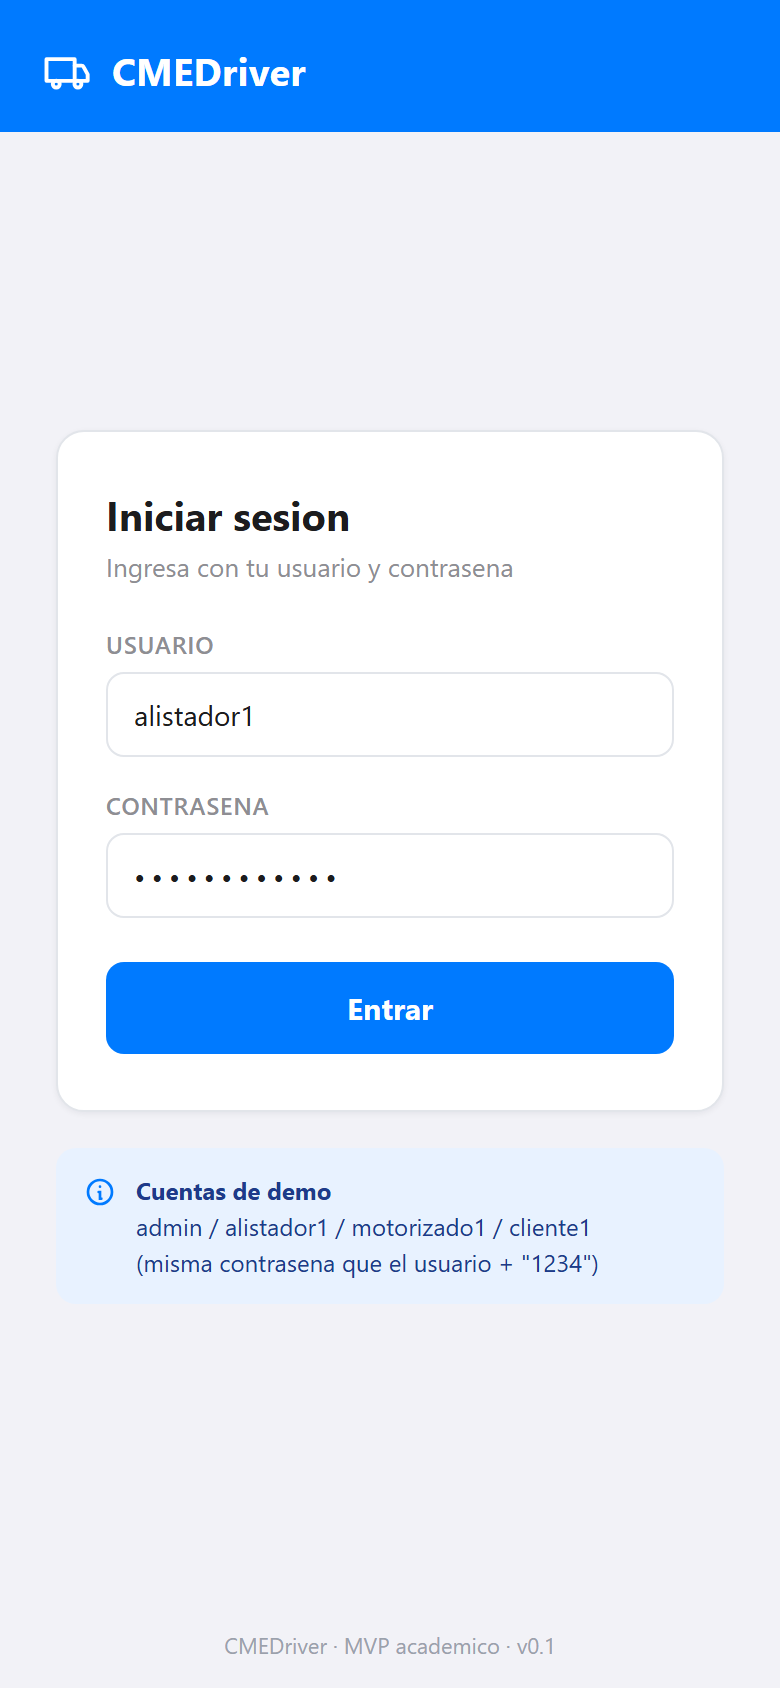 CMEDriver
Iniciar sesion
Ingresa con tu usuario y contrasena
USUARIO
alistador1
CONTRASENA
••••••••••••
Entrar
Cuentas de demo
admin / alistador1 / motorizado1 / cliente1
(misma contrasena que el usuario + "1234")
CMEDriver · MVP academico · v0.1